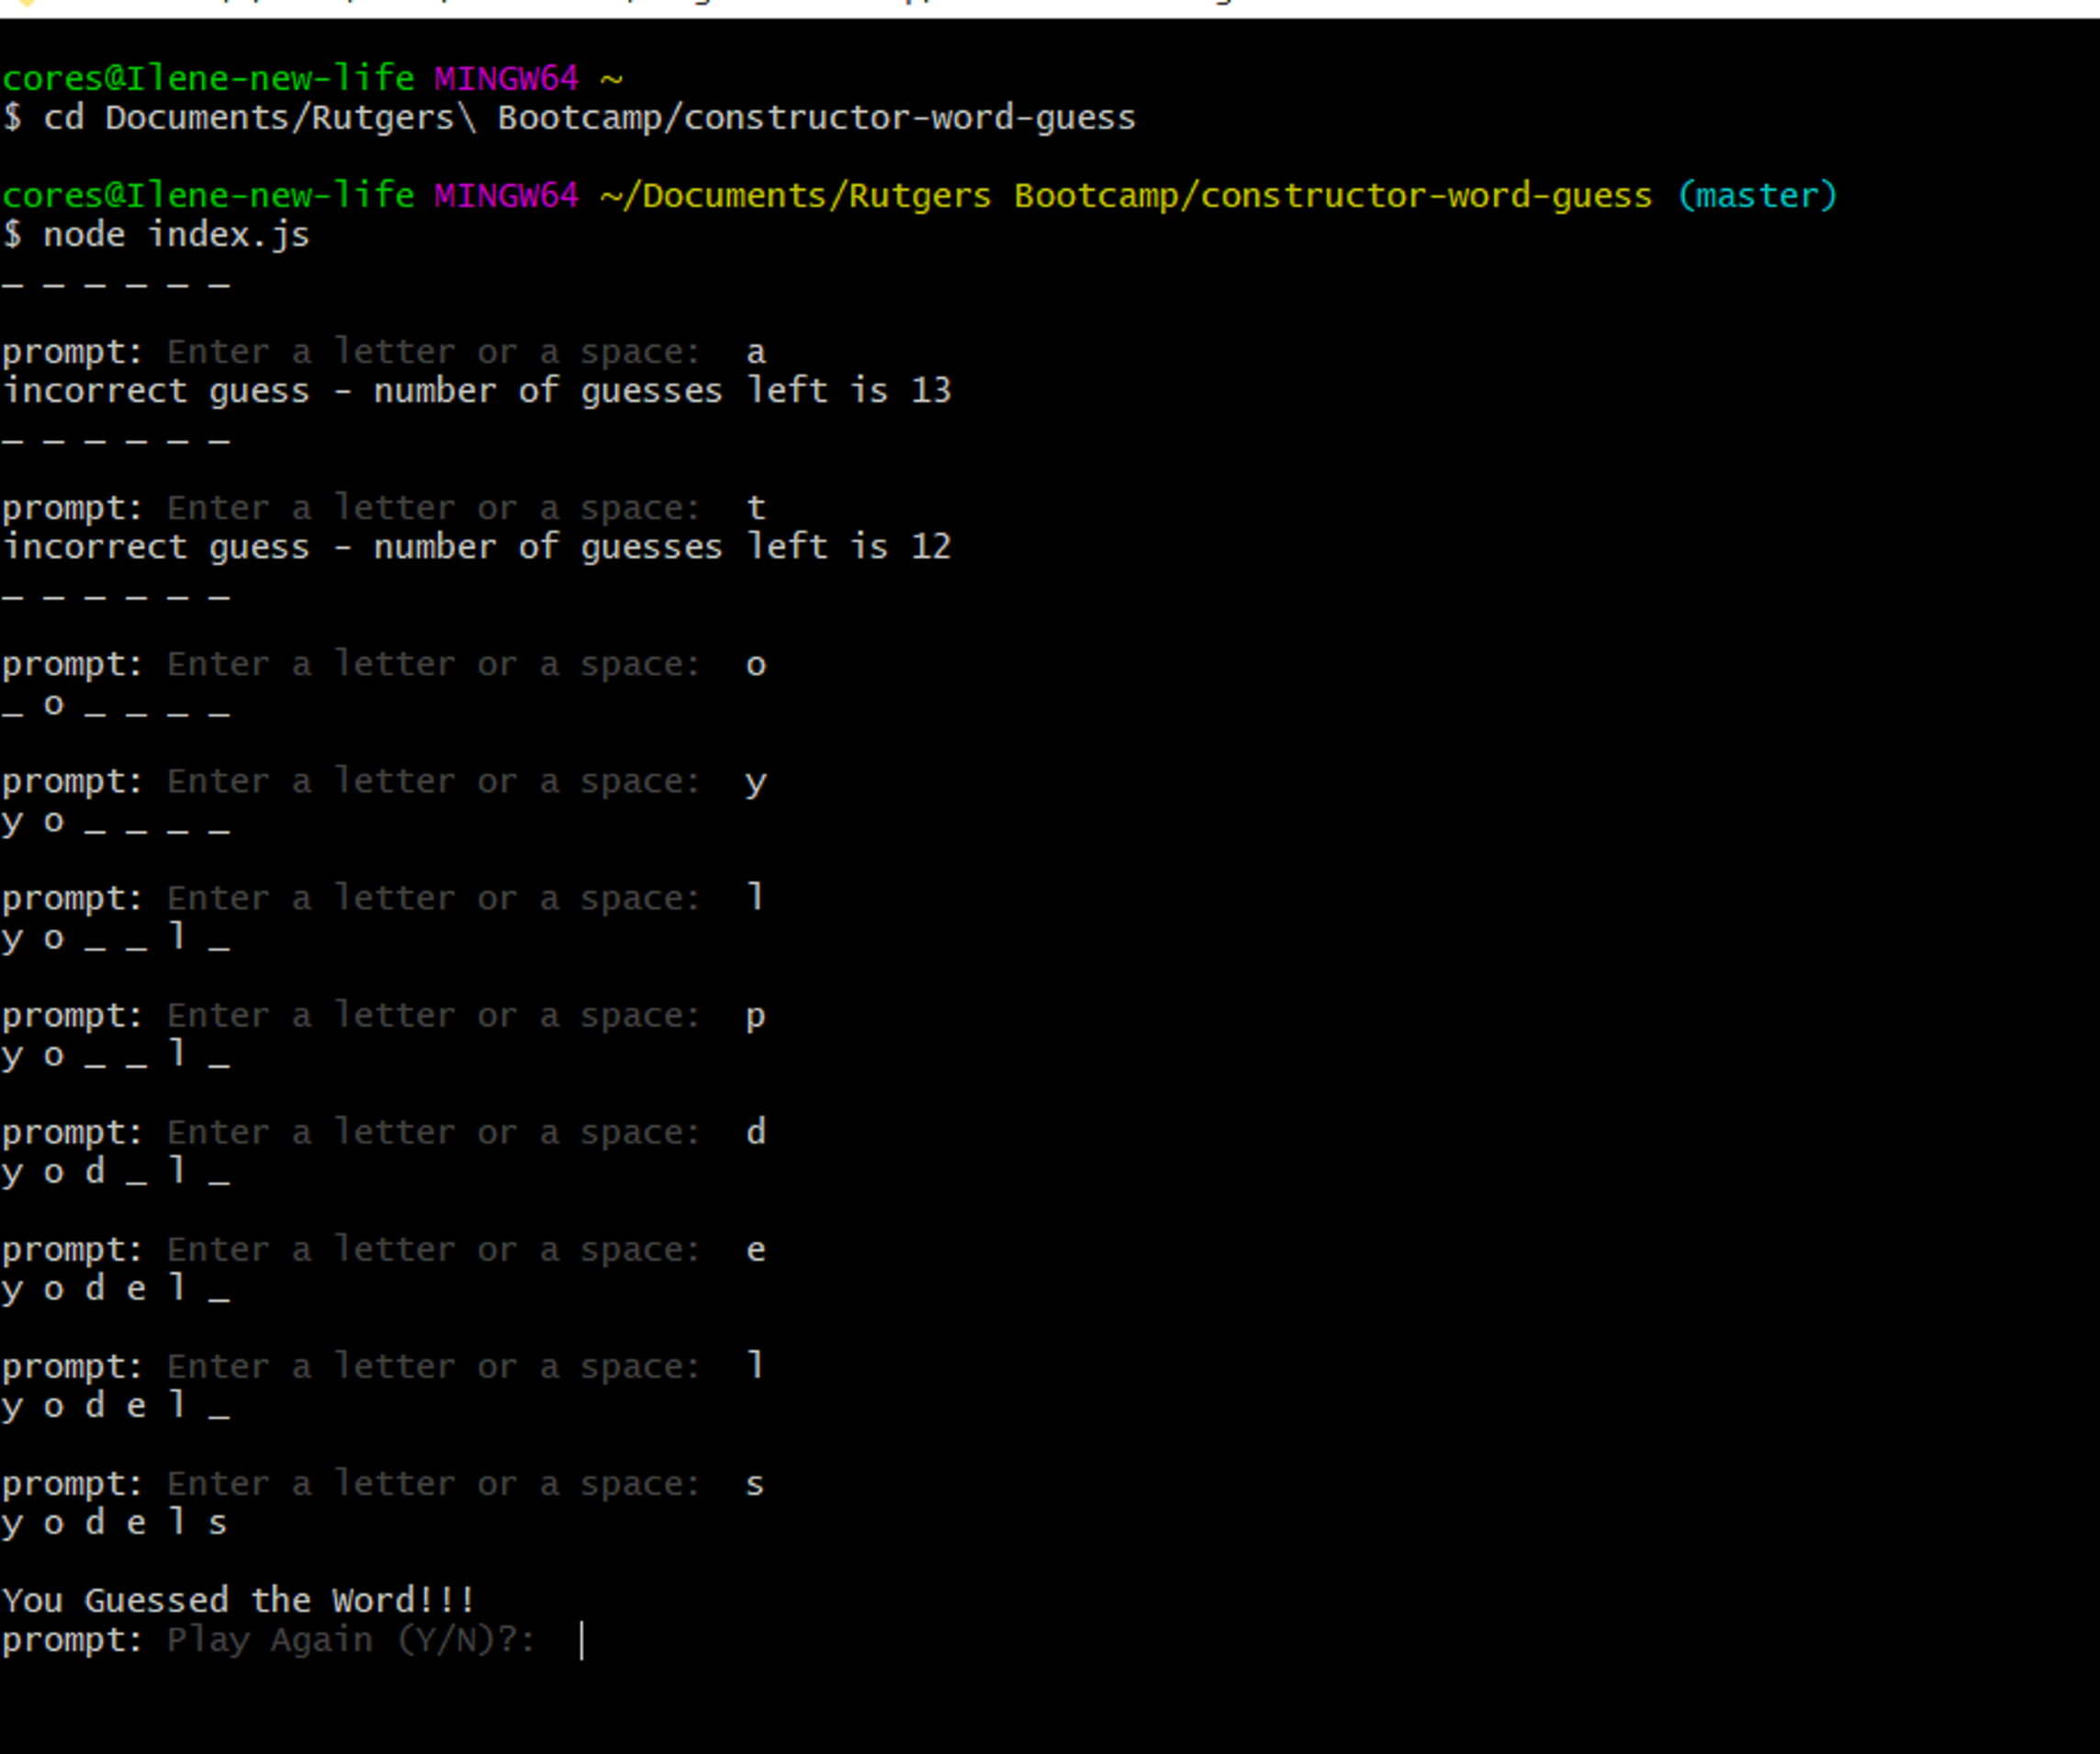 cores@Ilene-new-life MINGW64 ~
$ cd Documents/Rutgers\ Bootcamp/constructor-word-guess
cores@Ilene-new-life MINGW64 ~/Documents/Rutgers Bootcamp/constructor-word-guess (master)
$ node index.js
_ _ _ _ _ _
prompt: Enter a letter or a space:  a
incorrect guess - number of guesses left is 13
_ _ _ _ _ _
prompt: Enter a letter or a space:  t
incorrect guess - number of guesses left is 12
_ _ _ _ _ _
prompt: Enter a letter or a space:  o
_ o _ _ _ _
prompt: Enter a letter or a space:  y
y o _ _ _ _
prompt: Enter a letter or a space:  l
y o _ _ l _
prompt: Enter a letter or a space:  p
y o _ _ l _
prompt: Enter a letter or a space:  d
y o d _ l _
prompt: Enter a letter or a space:  e
y o d e l _
prompt: Enter a letter or a space:  l
y o d e l _
prompt: Enter a letter or a space:  s
y o d e l s
You Guessed the Word!!!
prompt: Play Again (Y/N)?: